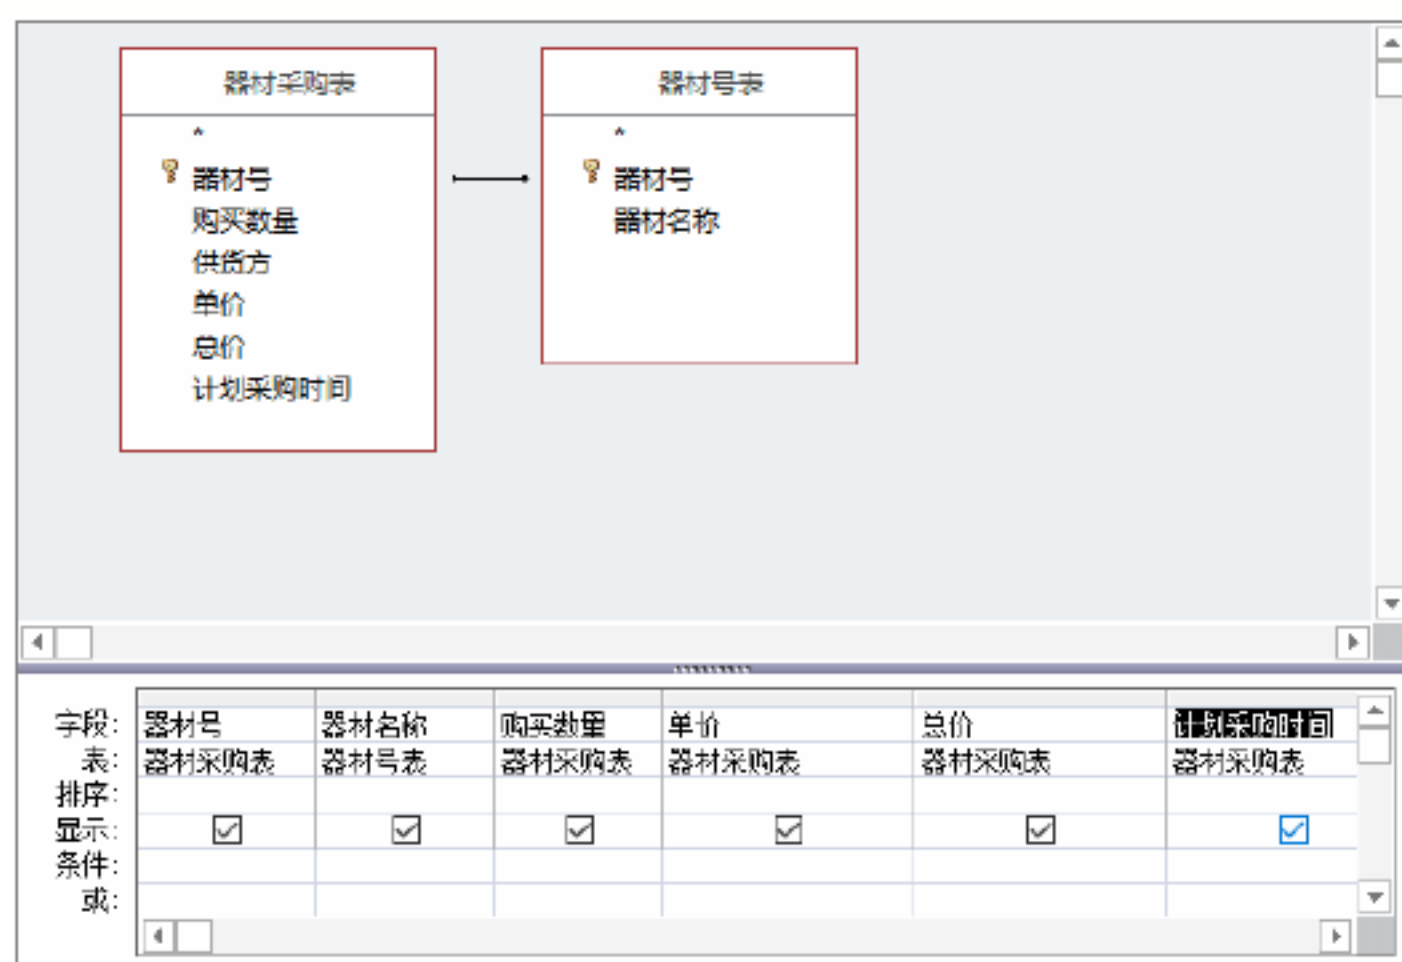 器材采购表
*
器材号
购买数量
供货方
单价
总价
计划采购时间
器材号表
*
器材号
器材名称
字段: 器材号 器材名称 购买数量 单价 总价 计划采购时间
表: 器材采购表 器材号表 器材采购表 器材采购表 器材采购表 器材采购表
排序:
显示:
条件:
或: